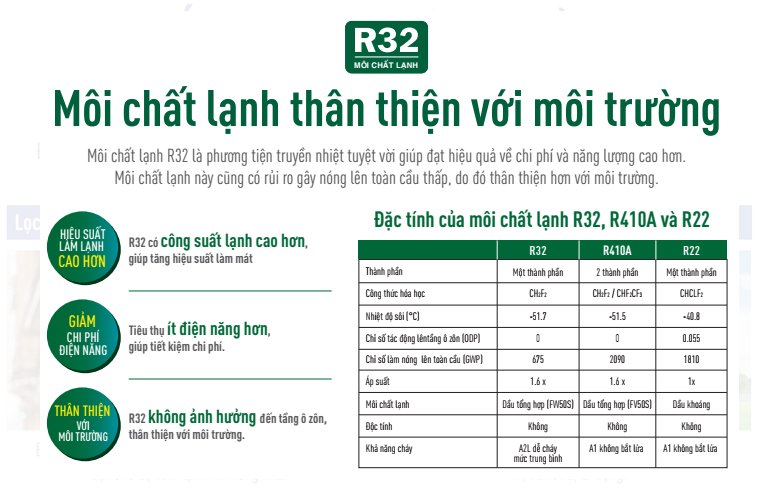 R32
MÔI CHẤT LẠNH
Môi chất lạnh thân thiện với môi trường
Môi chất lạnh R32 là phương tiện truyền nhiệt tuyệt vời giúp đạt hiệu quả về chi phí và năng lượng cao hơn.
Môi chất lạnh này cũng có rủi ro gây nóng lên toàn cầu thấp, do đó thân thiện hơn với môi trường.
Lọc
HIỆU SUẤT
LÀM LẠNH
CAO HƠN
R32 có công suất lạnh cao hơn,
giúp tăng hiệu suất làm mát
GIẢM
CHI PHÍ
ĐIỆN NĂNG
Tiêu thụ ít điện năng hơn,
giúp tiết kiệm chi phí.
THÂN THIỆN
VỚI
MÔI TRƯỜNG
R32 không ảnh hưởng đến tầng ô zôn,
thân thiện với môi trường.
Đặc tính của môi chất lạnh R32, R410A và R22
R32 R410A R22
Thành phần Một thành phần 2 thành phần Một thành phần
Công thức hóa học CH₂F₂ CH₂F₂ / CHF₂CF₃ CHCLF₂
Nhiệt độ sôi (°C) -51.7 -51.5 -40.8
Chỉ số tác động lêntầng ô zôn (ODP) 0 0 0.055
Chỉ số làm nóng lên toàn cầu (GWP) 675 2090 1810
Áp suất 1.6 x 1.6 x 1x
Môi chất lạnh Dầu tổng hợp (FW50S) Dầu tổng hợp (FV50S) Dầu khoáng
Độc tính Không Không Không
Khả năng cháy A2L dễ cháy A1 không bắt lửa A1 không bắt lửa
mức trung bình